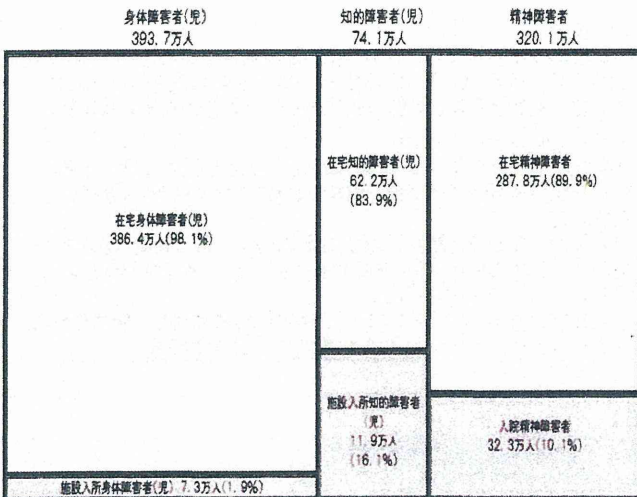 身体障害者(児)
393.7万人
知的障害者(児)
74.1万人
精神障害者
320.1万人
在宅身体障害者(児)
386.4万人(98.1%)
施設入所身体障害者(児) 7.3万人(1.9%)
在宅知的障害者(児)
62.2万人
(83.9%)
施設入所知的障害者
(児)
11.9万人
(16.1%)
在宅精神障害者
287.8万人(89.9%)
入院精神障害者
32.3万人(10.1%)